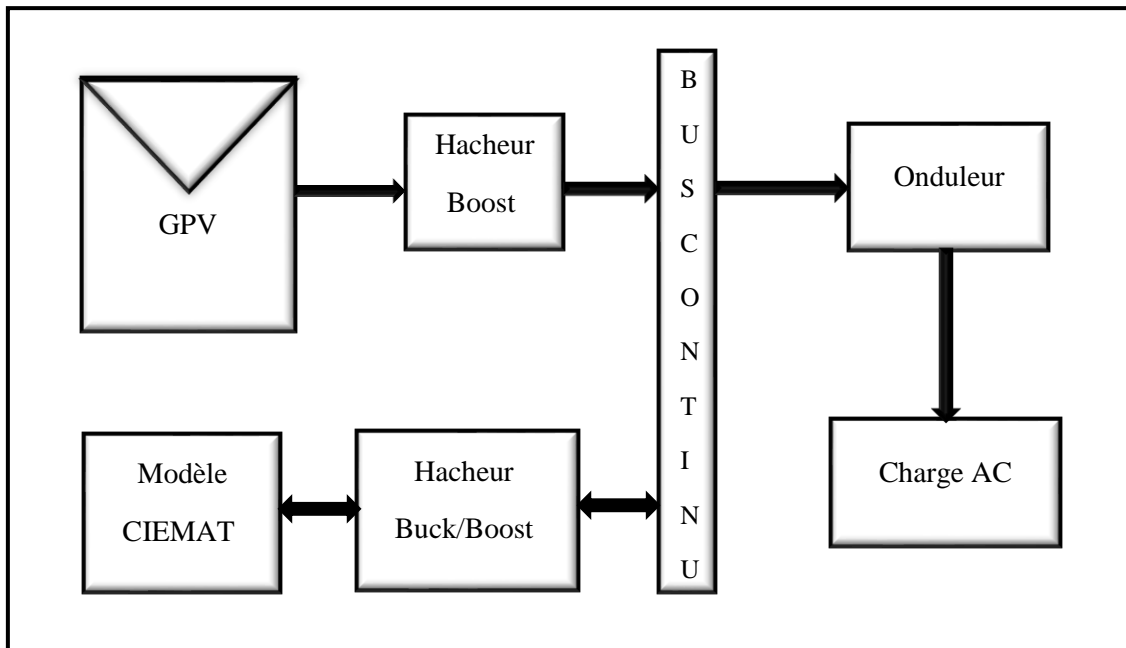 GPV
Hacheur
Boost
B
U
S
C
O
N
T
I
N
U
Onduleur
Charge AC
Modèle
CIEMAT
Hacheur
Buck/Boost